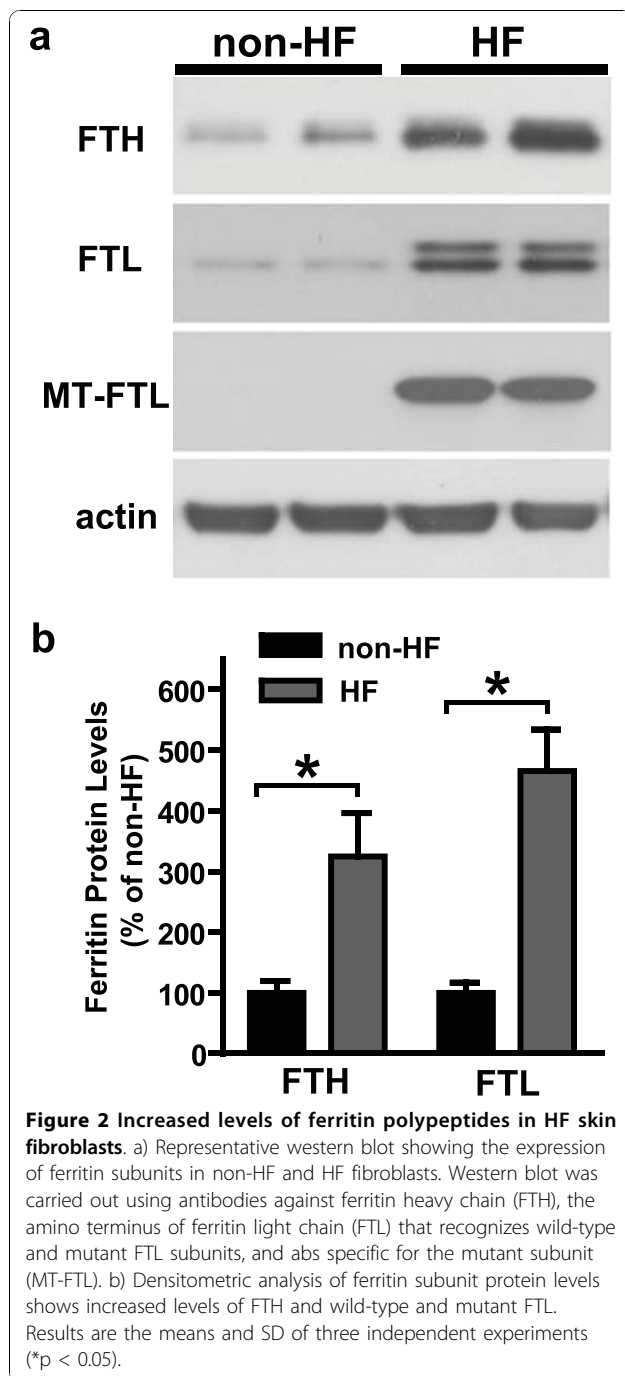 a
non-HF HF
FTH
FTL
MT-FTL
actin
b
non-HF
HF
Ferritin Protein Levels
(% of non-HF)
600
500
400
300
200
100
0
*
*
FTH FTL
Figure 2 Increased levels of ferritin polypeptides in HF skin
fibroblasts. a) Representative western blot showing the expression
of ferritin subunits in non-HF and HF fibroblasts. Western blot was
carried out using antibodies against ferritin heavy chain (FTH), the
amino terminus of ferritin light chain (FTL) that recognizes wild-type
and mutant FTL subunits, and abs specific for the mutant subunit
(MT-FTL). b) Densitometric analysis of ferritin subunit protein levels
shows increased levels of FTH and wild-type and mutant FTL.
Results are the means and SD of three independent experiments
(*p < 0.05).